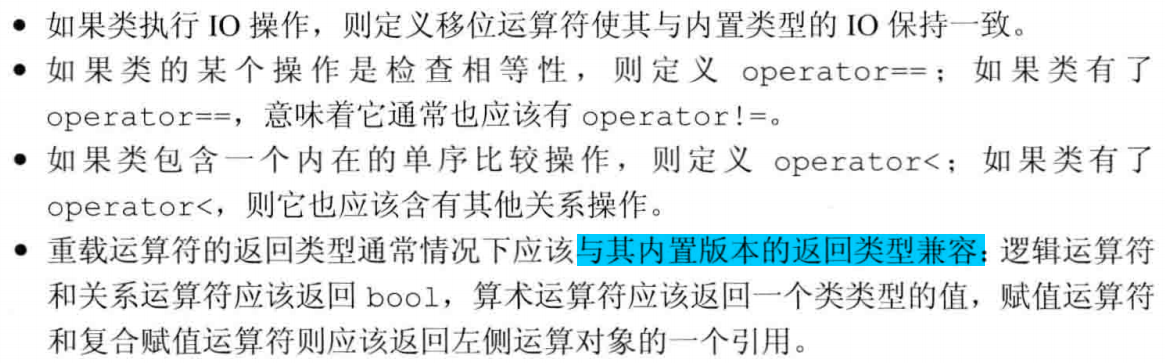 • 如果类执行 IO 操作，则定义移位运算符使其与内置类型的 IO 保持一致。
• 如果类的某个操作是检查相等性，则定义 operator==；如果类有了
operator==，意味着它通常也应该有 operator!=。
• 如果类包含一个内在的单序比较操作，则定义 operator<；如果类有了
operator<，则它也应该含有其他关系操作。
• 重载运算符的返回类型通常情况下应该与其内置版本的返回类型兼容：逻辑运算符
和关系运算符应该返回 bool，算术运算符应该返回一个类类型的值，赋值运算符
和复合赋值运算符则应该返回左侧运算对象的一个引用。